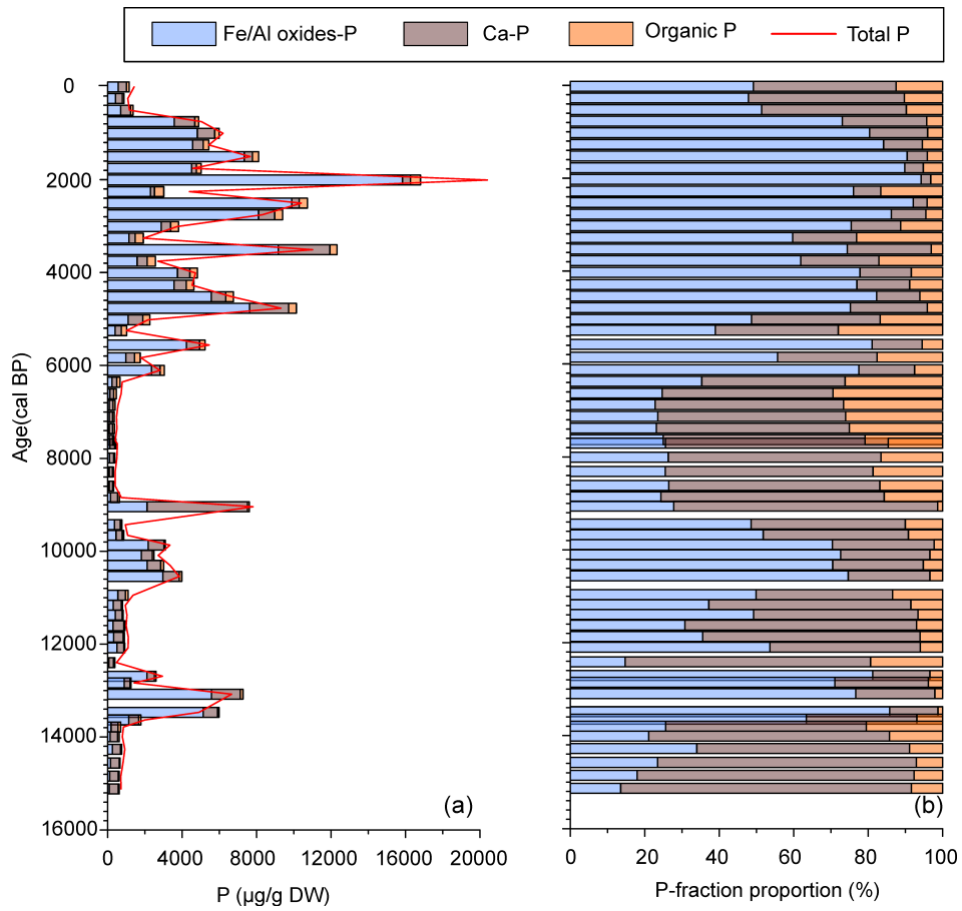 Fe/Al oxides-P Ca-P Organic P Total P
0
2000
4000
6000
8000
10000
12000
14000
16000
Age(cal BP)
(a)
0 4000 8000 12000 16000 20000
P (µg/g DW)
(b)
0 20 40 60 80 100
P-fraction proportion (%)